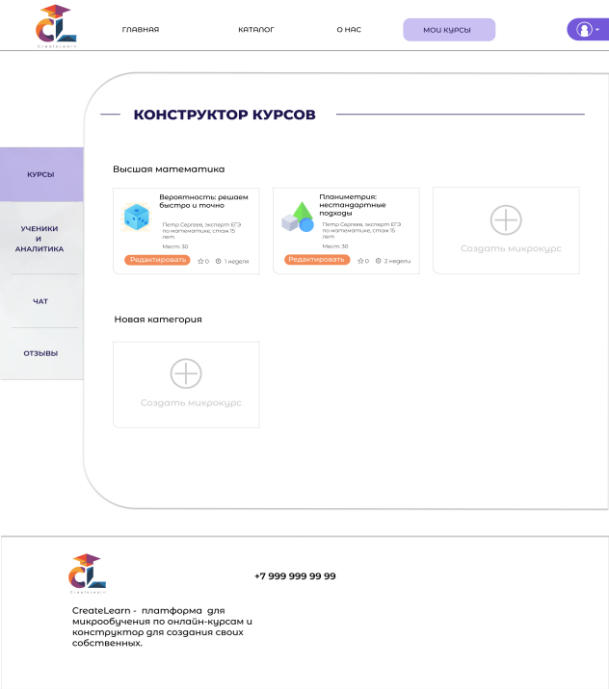 CL
CreateLearn
ГЛАВНАЯ
КАТАЛОГ
О НАС
МОИ КУРСЫ
КОНСТРУКТОР КУРСОВ
КУРСЫ
УЧЕНИКИ
И
АНАЛИТИКА
ЧАТ
ОТЗЫВЫ
Высшая математика
Вероятность: решаем
быстро и точно
Петр Сергеев, эксперт ЕГЭ
по математике, стаж 15
лет
Мест: 30
Редактировать
0
1 неделя
Планиметрия:
нестандартные
подходы
Петр Сергеев, эксперт ЕГЭ
по математике, стаж 15
лет
Мест: 30
Редактировать
0
2 недели
Создать микрокурс
Новая категория
Создать микрокурс
CL
CreateLearn
+7 999 999 99 99
CreateLearn - платформа для
микрообучения по онлайн-курсам и
конструктор для создания своих
собственных.